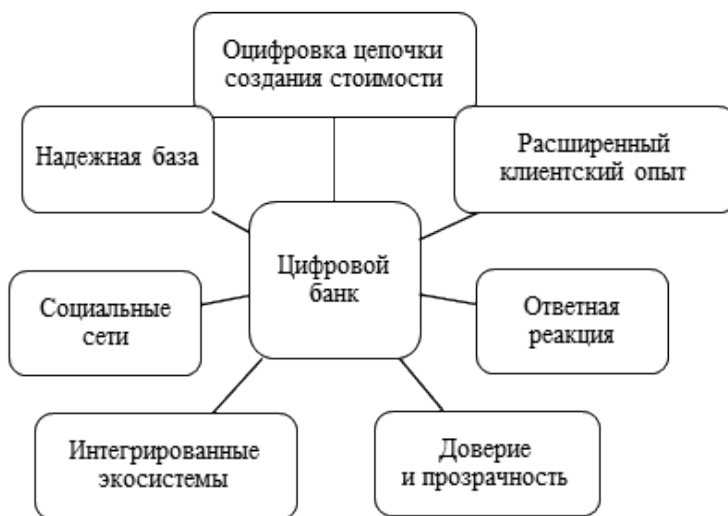 Оцифровка цепочки
создания стоимости
Надежная база
Расширенный
клиентский опыт
Цифровой
банк
Социальные
сети
Ответная
реакция
Интегрированные
экосистемы
Доверие
и прозрачность